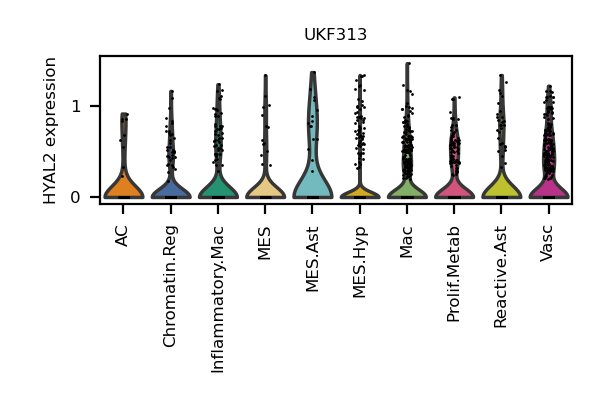 UKF313
HYAL2 expression
1
0
AC
Chromatin.Reg
Inflammatory.Mac
MES
MES.Ast
MES.Hyp
Mac
Prolif.Metab
Reactive.Ast
Vasc